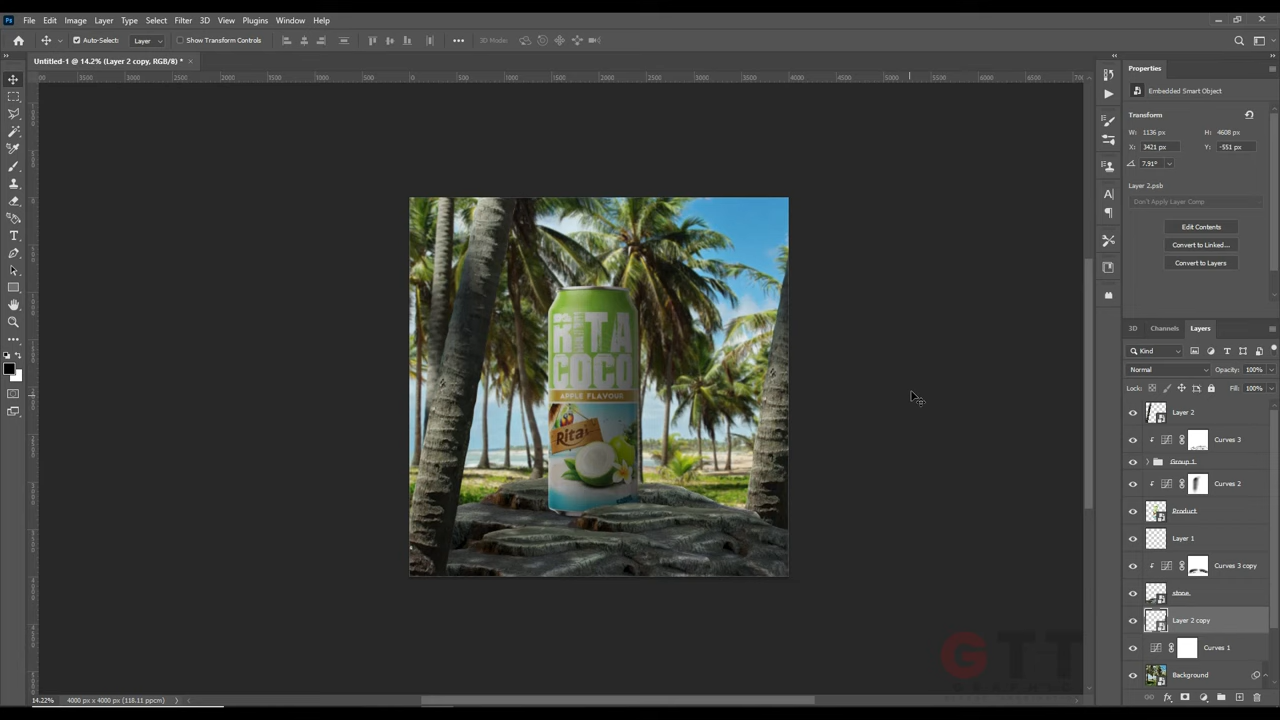 Ps File Edit Image Layer Type Select Filter 3D View Plugins Window Help
Auto-Select: Layer Show Transform Controls 3D Mode:
Untitled-1 @ 14.2% (Layer 2 copy, RGB/8) *
Properties
Embedded Smart Object
Transform
W: 1136 px H: 4608 px
X: 3421 px Y: -551 px
7.91°
Layer 2.psb
Don't Apply Layer Comp
Edit Contents
Convert to Linked...
Convert to Layers
3D Channels Layers
Kind
Normal Opacity: 100%
Lock: Fill: 100%
Layer 2
Curves 3
Group 1
Curves 2
Product
Layer 1
Curves 3 copy
stone
Layer 2 copy
Curves 1
Background
RITA
COCO
APPLE FLAVOUR
Rita
GTT
14.22% 4000 px x 4000 px (118.11 ppcm)